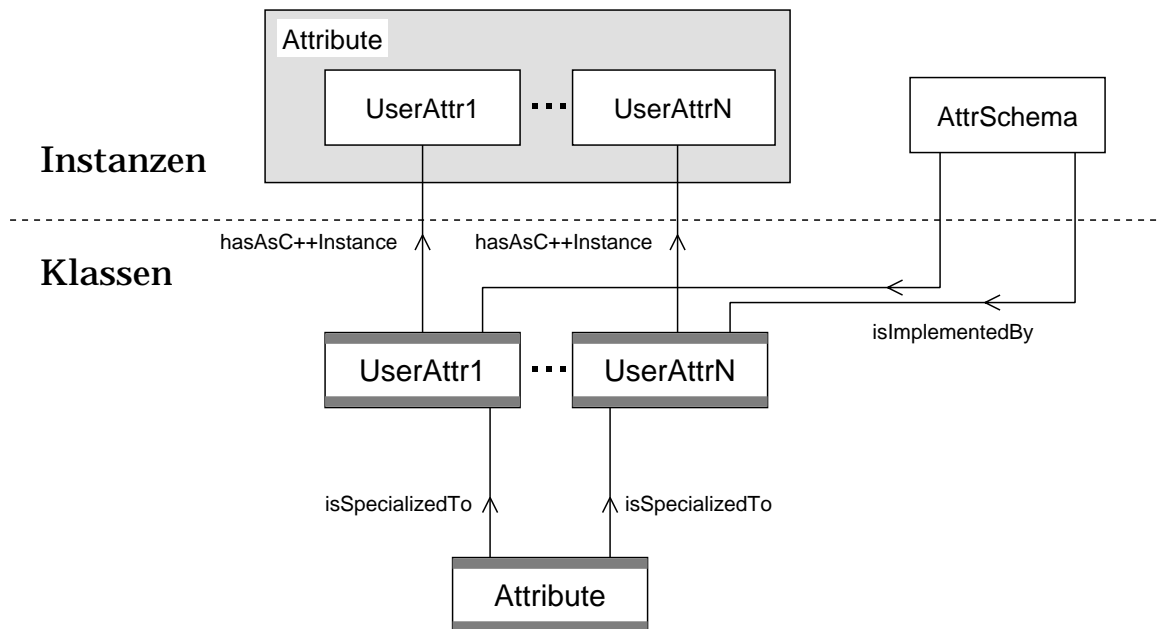 Attribute
UserAttr1
UserAttrN
AttrSchema
Instanzen
hasAsC++Instance
hasAsC++Instance
Klassen
isImplementedBy
UserAttr1
UserAttrN
isSpecializedTo
isSpecializedTo
Attribute